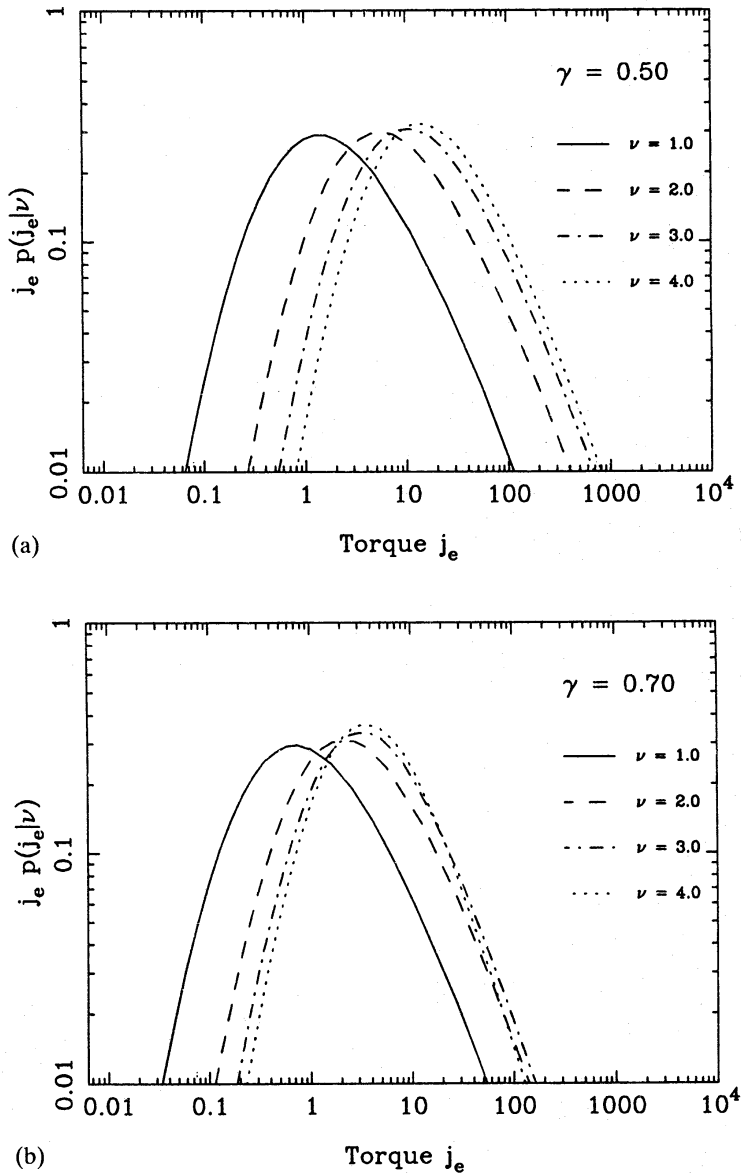 1
γ = 0.50
ν = 1.0
ν = 2.0
ν = 3.0
ν = 4.0
j_e p(j_e|ν)
0.1
0.01
0.01 0.1 1 10 100 1000 10^4
(a) Torque j_e
1
γ = 0.70
ν = 1.0
ν = 2.0
ν = 3.0
ν = 4.0
j_e p(j_e|ν)
0.1
0.01
0.01 0.1 1 10 100 1000 10^4
(b) Torque j_e